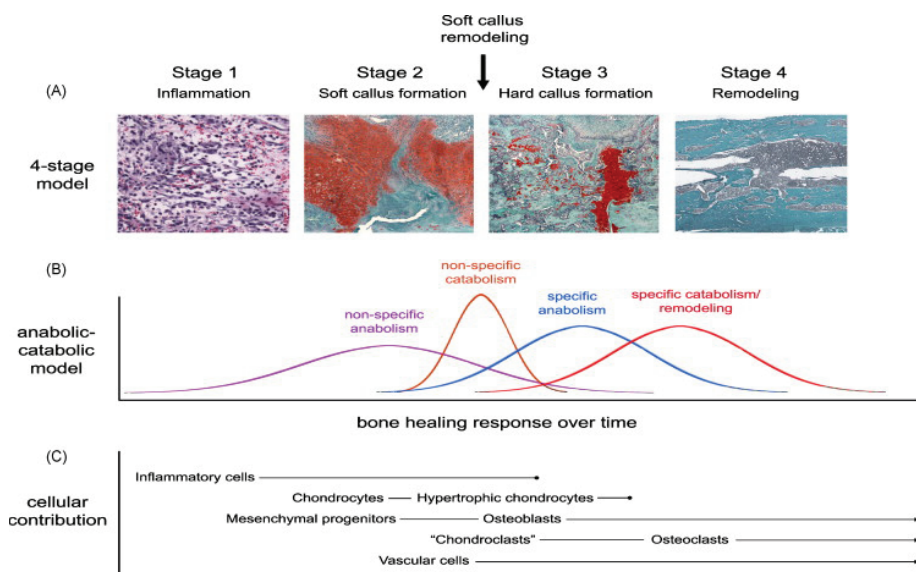 Soft callus
remodeling
Stage 1
Inflammation
Stage 2
Soft callus formation
Stage 3
Hard callus formation
Stage 4
Remodeling
(A)
4-stage
model
(B)
anabolic-
catabolic
model
non-specific
anabolism
non-specific
catabolism
specific
anabolism
specific catabolism/
remodeling
bone healing response over time
(C)
cellular
contribution
Inflammatory cells
Chondrocytes
Hypertrophic chondrocytes
Mesenchymal progenitors
Osteoblasts
"Chondroclasts"
Osteoclasts
Vascular cells